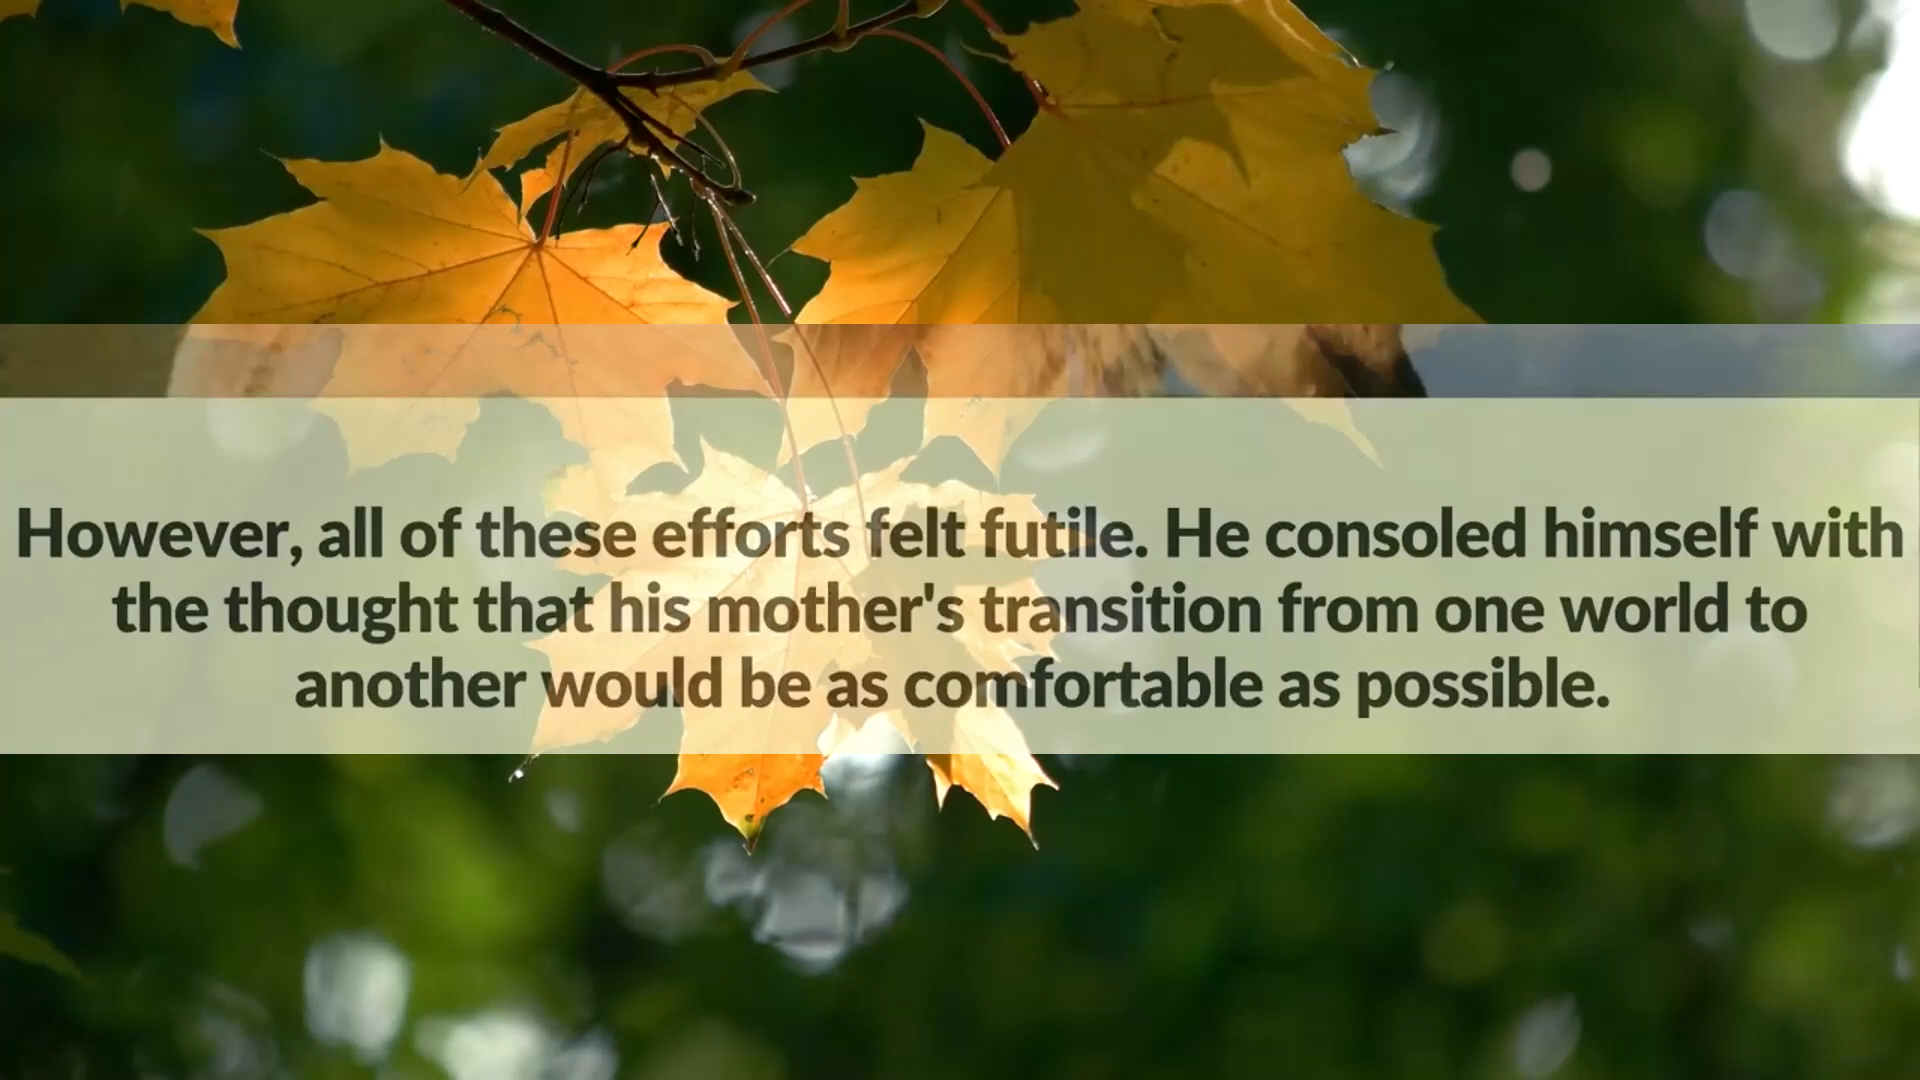 However, all of these efforts felt futile. He consoled himself with
the thought that his mother's transition from one world to
another would be as comfortable as possible.